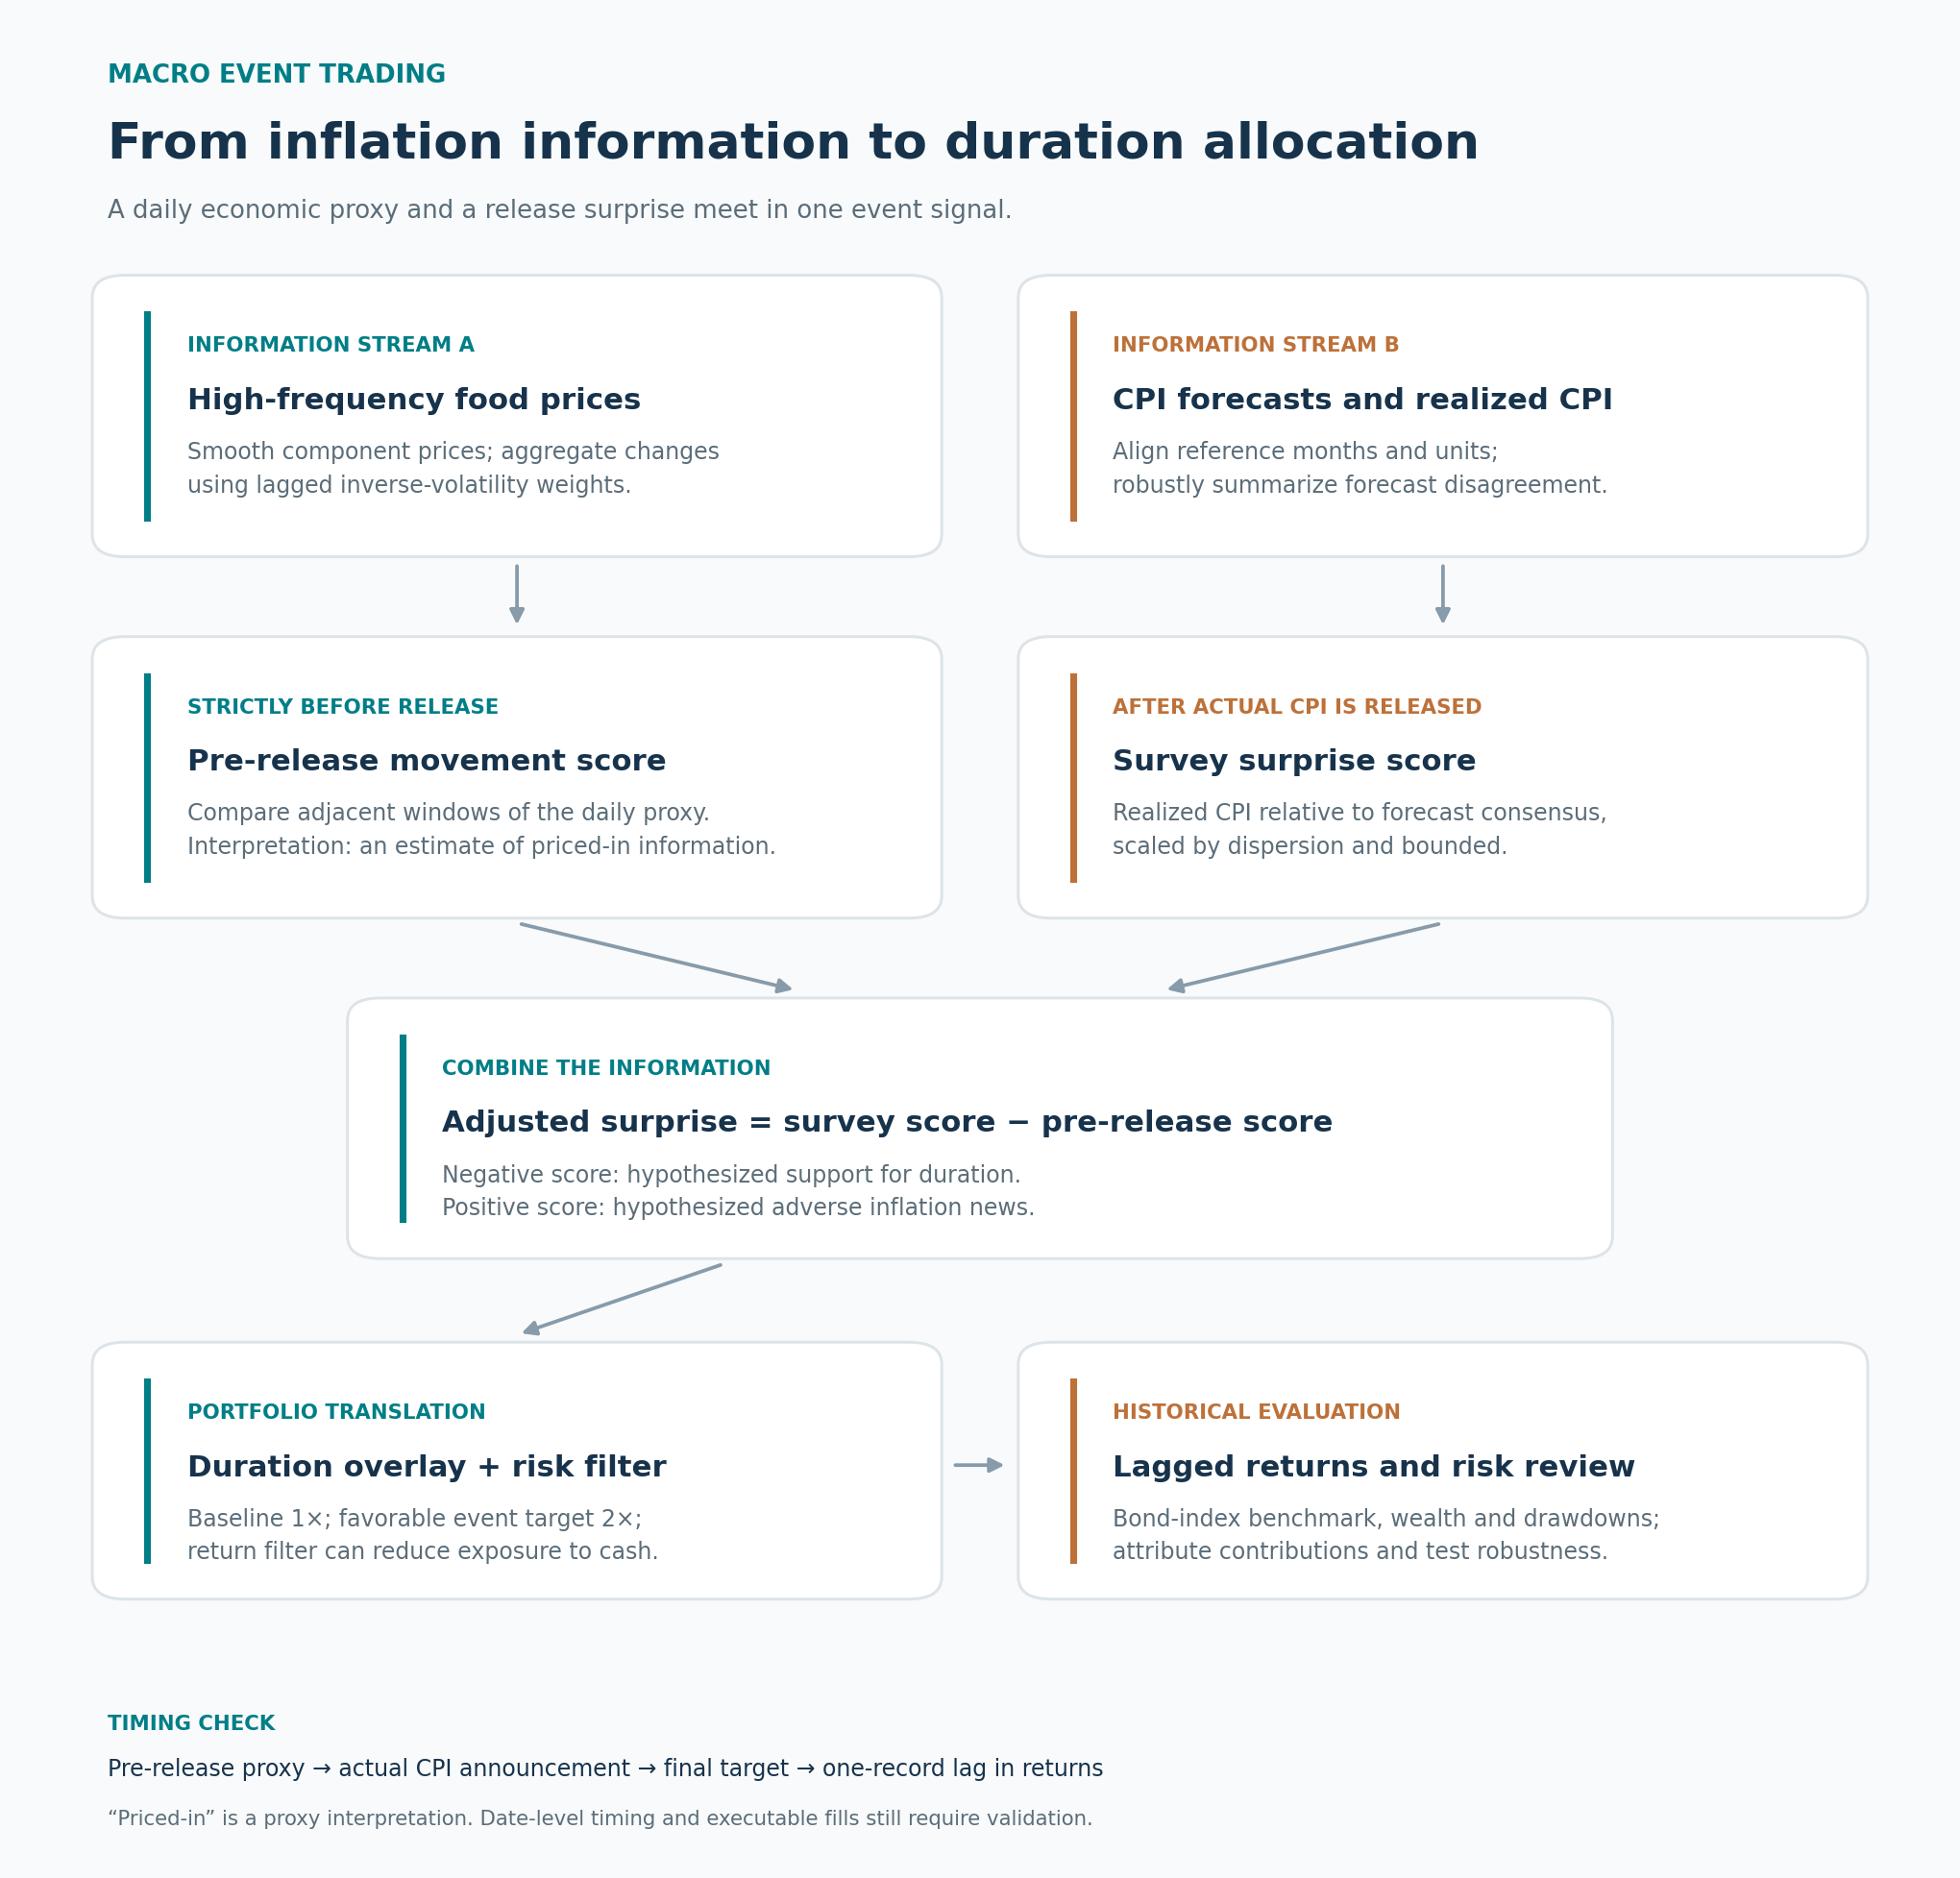 MACRO EVENT TRADING
From inflation information to duration allocation
A daily economic proxy and a release surprise meet in one event signal.
INFORMATION STREAM A
High-frequency food prices
Smooth component prices; aggregate changes
using lagged inverse-volatility weights.
INFORMATION STREAM B
CPI forecasts and realized CPI
Align reference months and units;
robustly summarize forecast disagreement.
STRICTLY BEFORE RELEASE
Pre-release movement score
Compare adjacent windows of the daily proxy.
Interpretation: an estimate of priced-in information.
AFTER ACTUAL CPI IS RELEASED
Survey surprise score
Realized CPI relative to forecast consensus,
scaled by dispersion and bounded.
COMBINE THE INFORMATION
Adjusted surprise = survey score − pre-release score
Negative score: hypothesized support for duration.
Positive score: hypothesized adverse inflation news.
PORTFOLIO TRANSLATION
Duration overlay + risk filter
Baseline 1×; favorable event target 2×;
return filter can reduce exposure to cash.
HISTORICAL EVALUATION
Lagged returns and risk review
Bond-index benchmark, wealth and drawdowns;
attribute contributions and test robustness.
TIMING CHECK
Pre-release proxy → actual CPI announcement → final target → one-record lag in returns
“Priced-in” is a proxy interpretation. Date-level timing and executable fills still require validation.